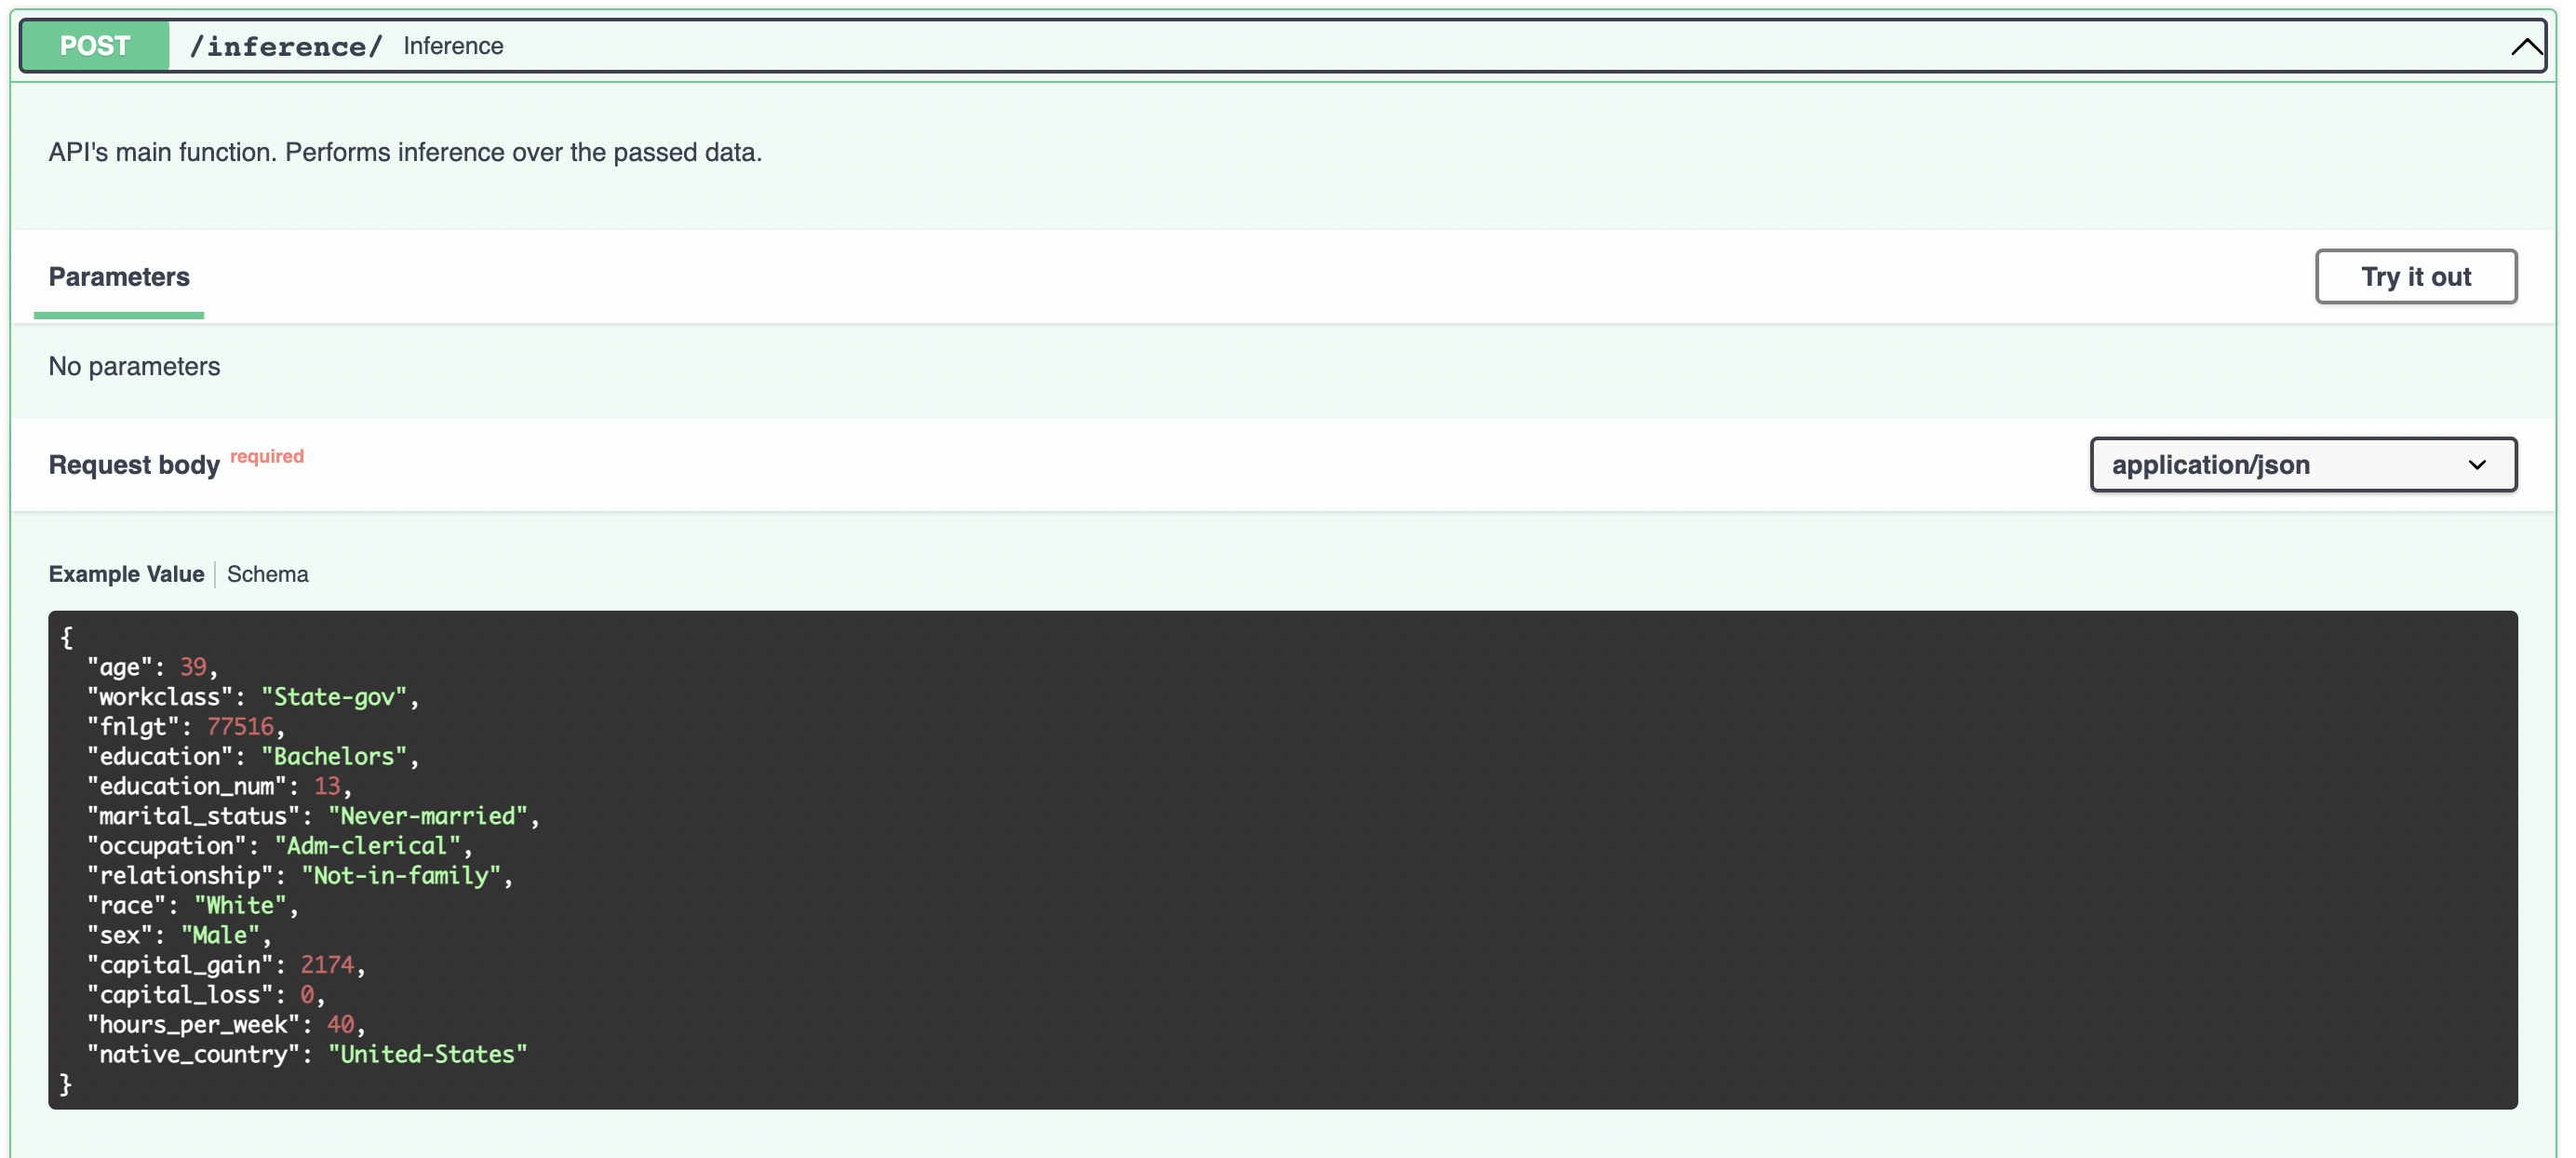 POST /inference/ Inference
API's main function. Performs inference over the passed data.
Parameters
Try it out
No parameters
Request body required
application/json
Example Value | Schema
{
  "age": 39,
  "workclass": "State-gov",
  "fnlgt": 77516,
  "education": "Bachelors",
  "education_num": 13,
  "marital_status": "Never-married",
  "occupation": "Adm-clerical",
  "relationship": "Not-in-family",
  "race": "White",
  "sex": "Male",
  "capital_gain": 2174,
  "capital_loss": 0,
  "hours_per_week": 40,
  "native_country": "United-States"
}